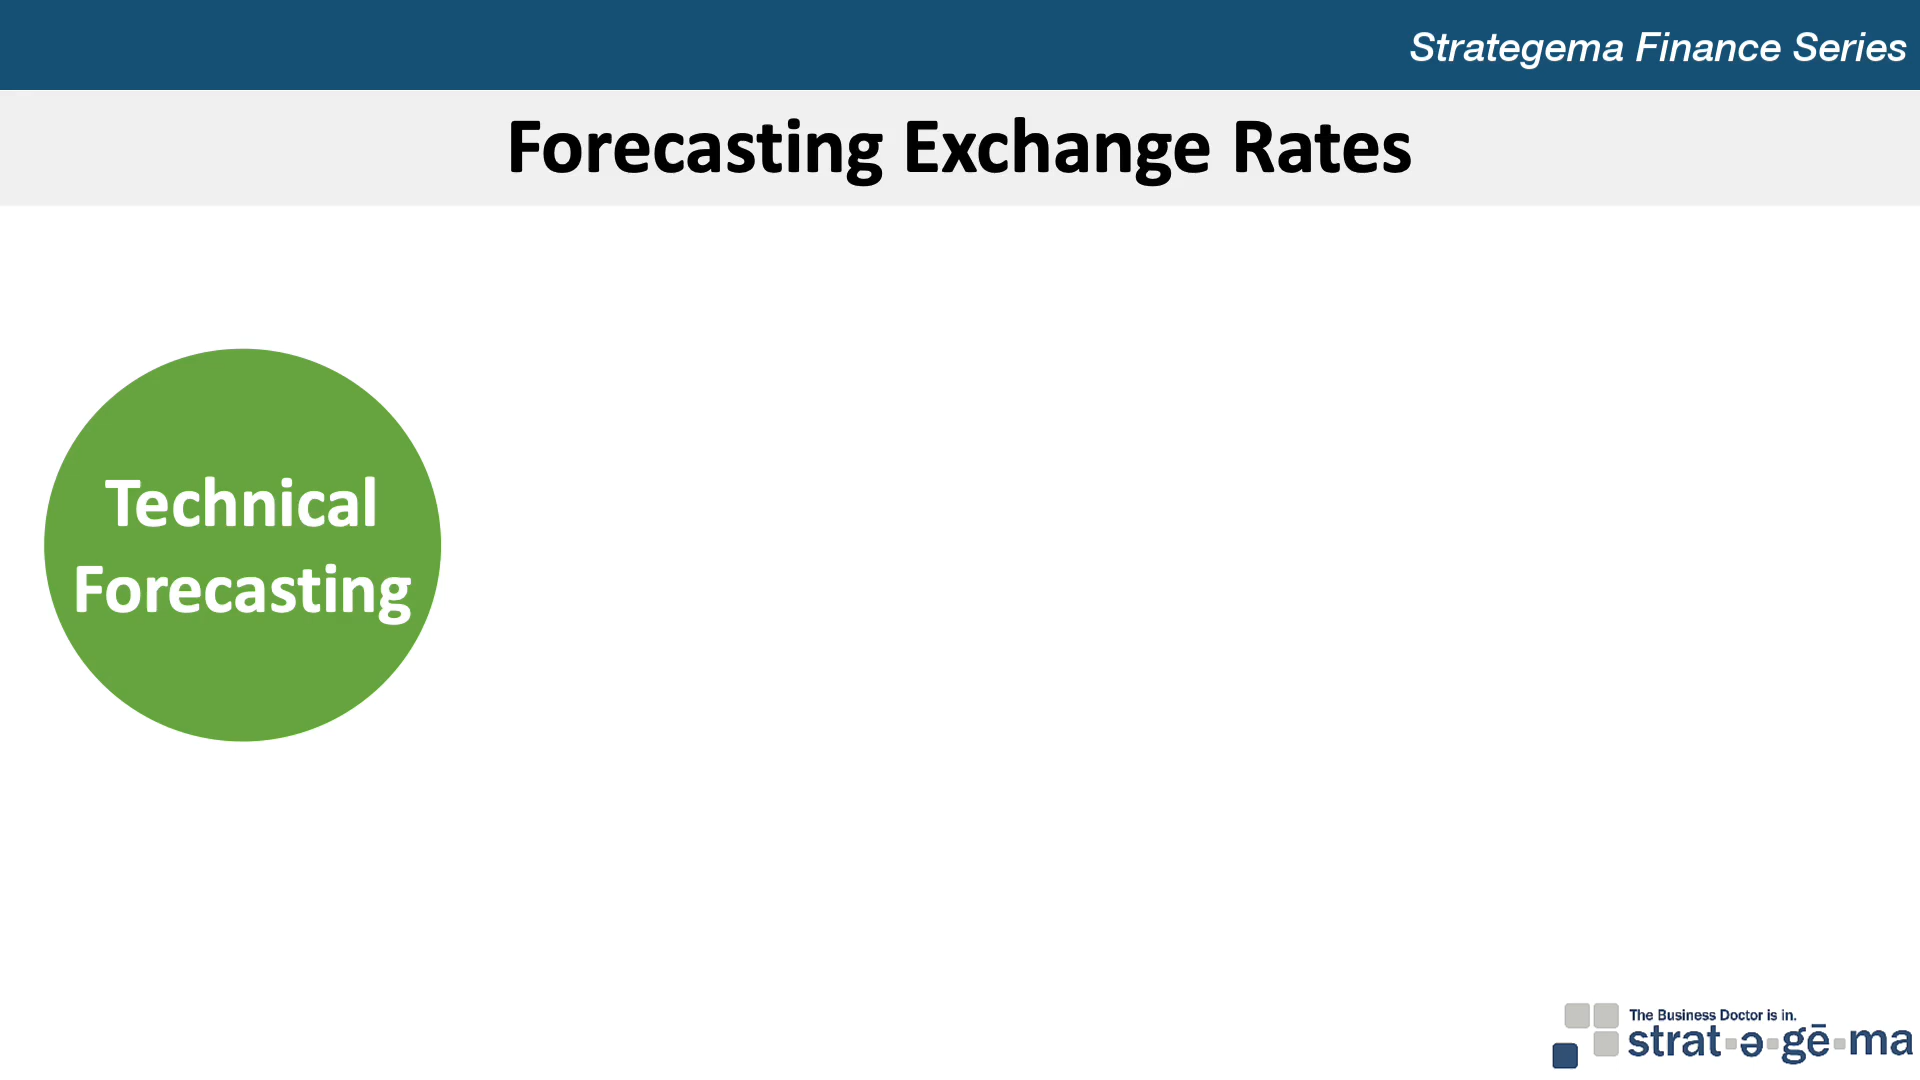 Strategema Finance Series
Forecasting Exchange Rates
Technical
Forecasting
The Business Doctor is in.
strat-ə-gē-ma